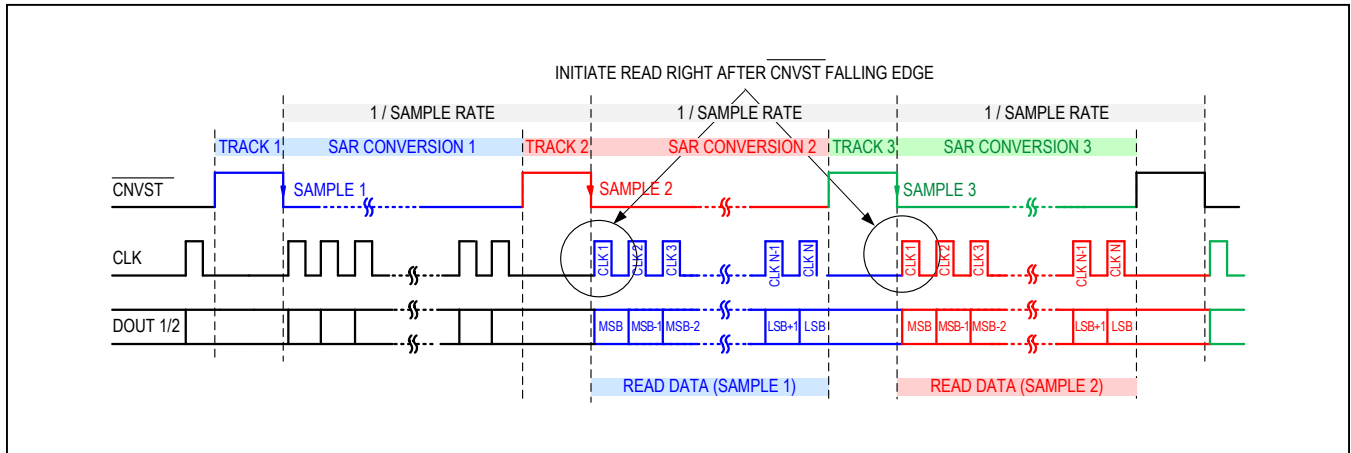 INITIATE READ RIGHT AFTER CNVST FALLING EDGE
1 / SAMPLE RATE 1 / SAMPLE RATE 1 / SAMPLE RATE
TRACK 1 SAR CONVERSION 1 TRACK 2 SAR CONVERSION 2 TRACK 3 SAR CONVERSION 3
CNVST SAMPLE 1 SAMPLE 2 SAMPLE 3
CLK CLK 1 CLK 2 CLK 3 CLK N-1 CLK N CLK 1 CLK 2 CLK 3 CLK N-1 CLK N
DOUT 1/2 MSB MSB-1 MSB-2 LSB+1 LSB MSB MSB-1 MSB-2 LSB+1 LSB
READ DATA (SAMPLE 1) READ DATA (SAMPLE 2)